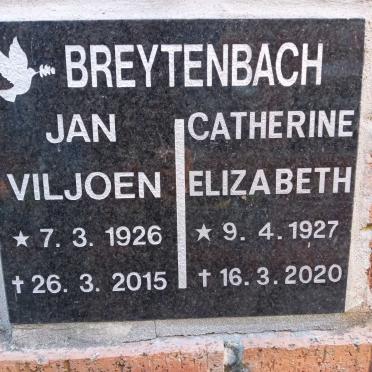 BREYTENBACH
JAN
VILJOEN
★ 7. 3. 1926
✝ 26. 3. 2015
CATHERINE
ELIZABETH
★ 9. 4. 1927
✝ 16. 3. 2020